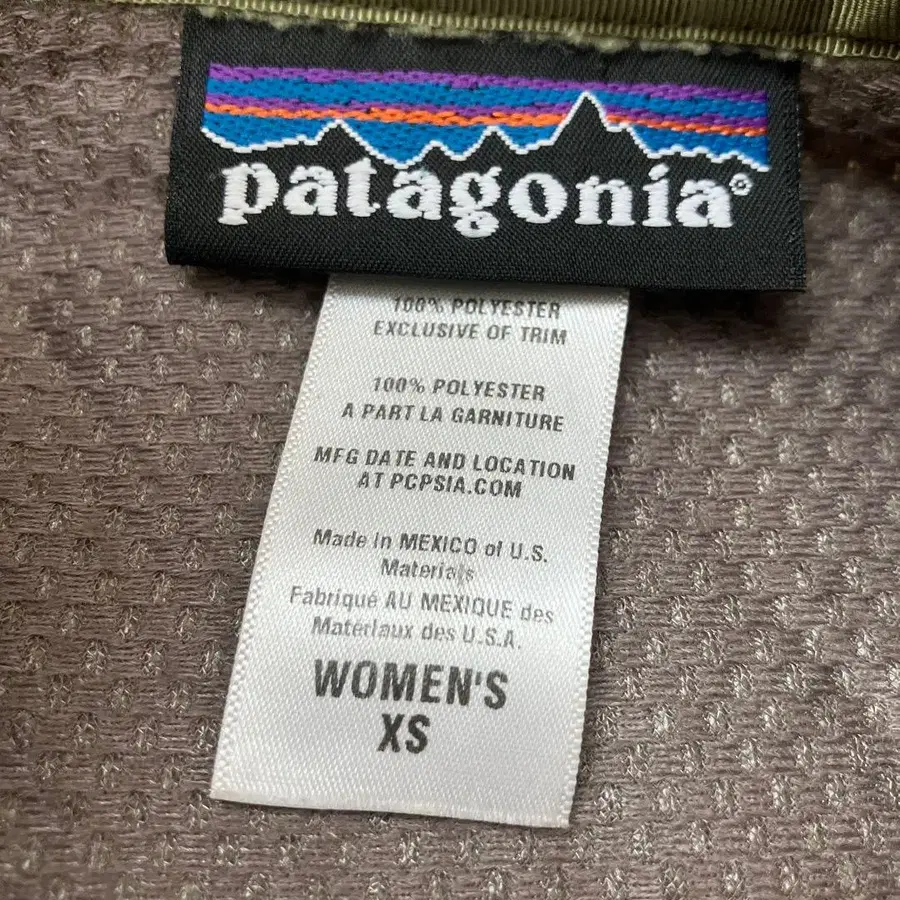 patagonia®
100% POLYESTER
EXCLUSIVE OF TRIM
100% POLYESTER
A PART LA GARNITURE
MFG DATE AND LOCATION
AT PCPSIA.COM
Made in MEXICO of U.S.
Materials
Fabriqué AU MEXIQUE des
Materiaux des U.S.A.
WOMEN'S
XS